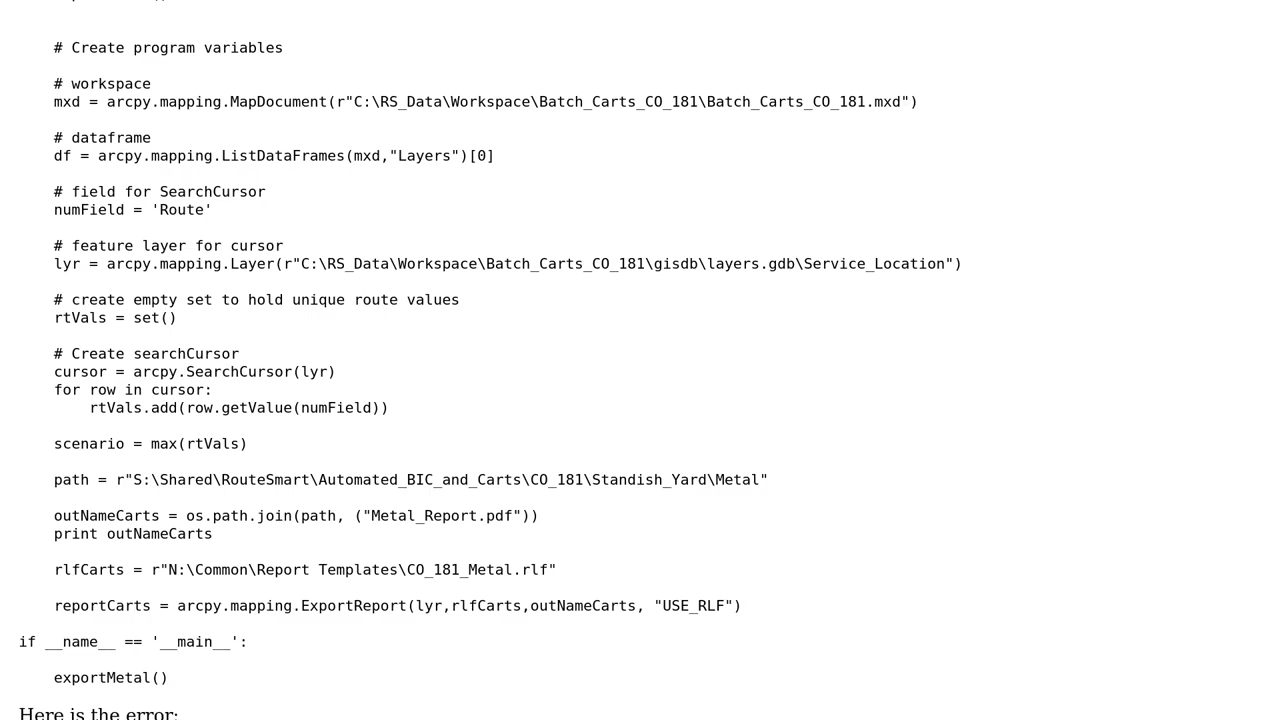 # Create program variables
# workspace
mxd = arcpy.mapping.MapDocument(r"C:\RS_Data\Workspace\Batch_Carts_CO_181\Batch_Carts_CO_181.mxd")
# dataframe
df = arcpy.mapping.ListDataFrames(mxd,"Layers")[0]
# field for SearchCursor
numField = 'Route'
# feature layer for cursor
lyr = arcpy.mapping.Layer(r"C:\RS_Data\Workspace\Batch_Carts_CO_181\gisdb\layers.gdb\Service_Location")
# create empty set to hold unique route values
rtVals = set()
# Create searchCursor
cursor = arcpy.SearchCursor(lyr)
for row in cursor:
    rtVals.add(row.getValue(numField))
scenario = max(rtVals)
path = r"S:\Shared\RouteSmart\Automated_BIC_and_Carts\CO_181\Standish_Yard\Metal"
outNameCarts = os.path.join(path, ("Metal_Report.pdf"))
print outNameCarts
rlfCarts = r"N:\Common\Report Templates\CO_181_Metal.rlf"
reportCarts = arcpy.mapping.ExportReport(lyr,rlfCarts,outNameCarts, "USE_RLF")
if __name__ == '__main__':
    exportMetal()
Here is the error: